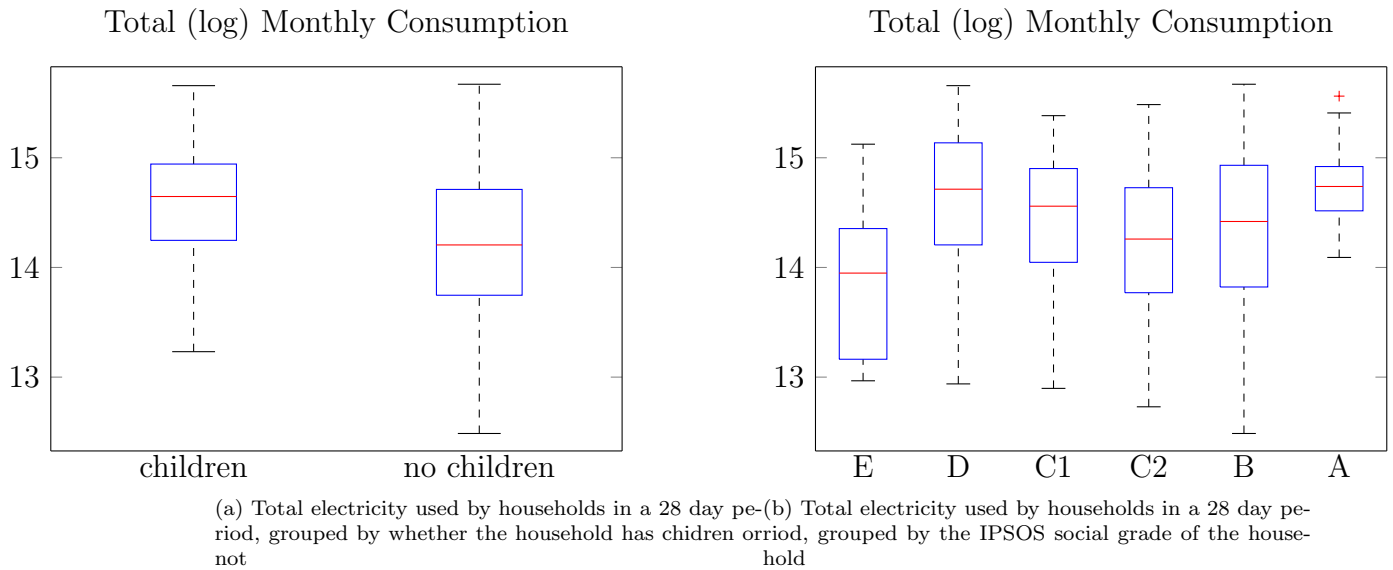 Total (log) Monthly Consumption
15
14
13
children
no children
(a) Total electricity used by households in a 28 day pe-
riod, grouped by whether the household has chidren or
not
Total (log) Monthly Consumption
15
14
13
E
D
C1
C2
B
A
(b) Total electricity used by households in a 28 day pe-
riod, grouped by the IPSOS social grade of the house-
hold